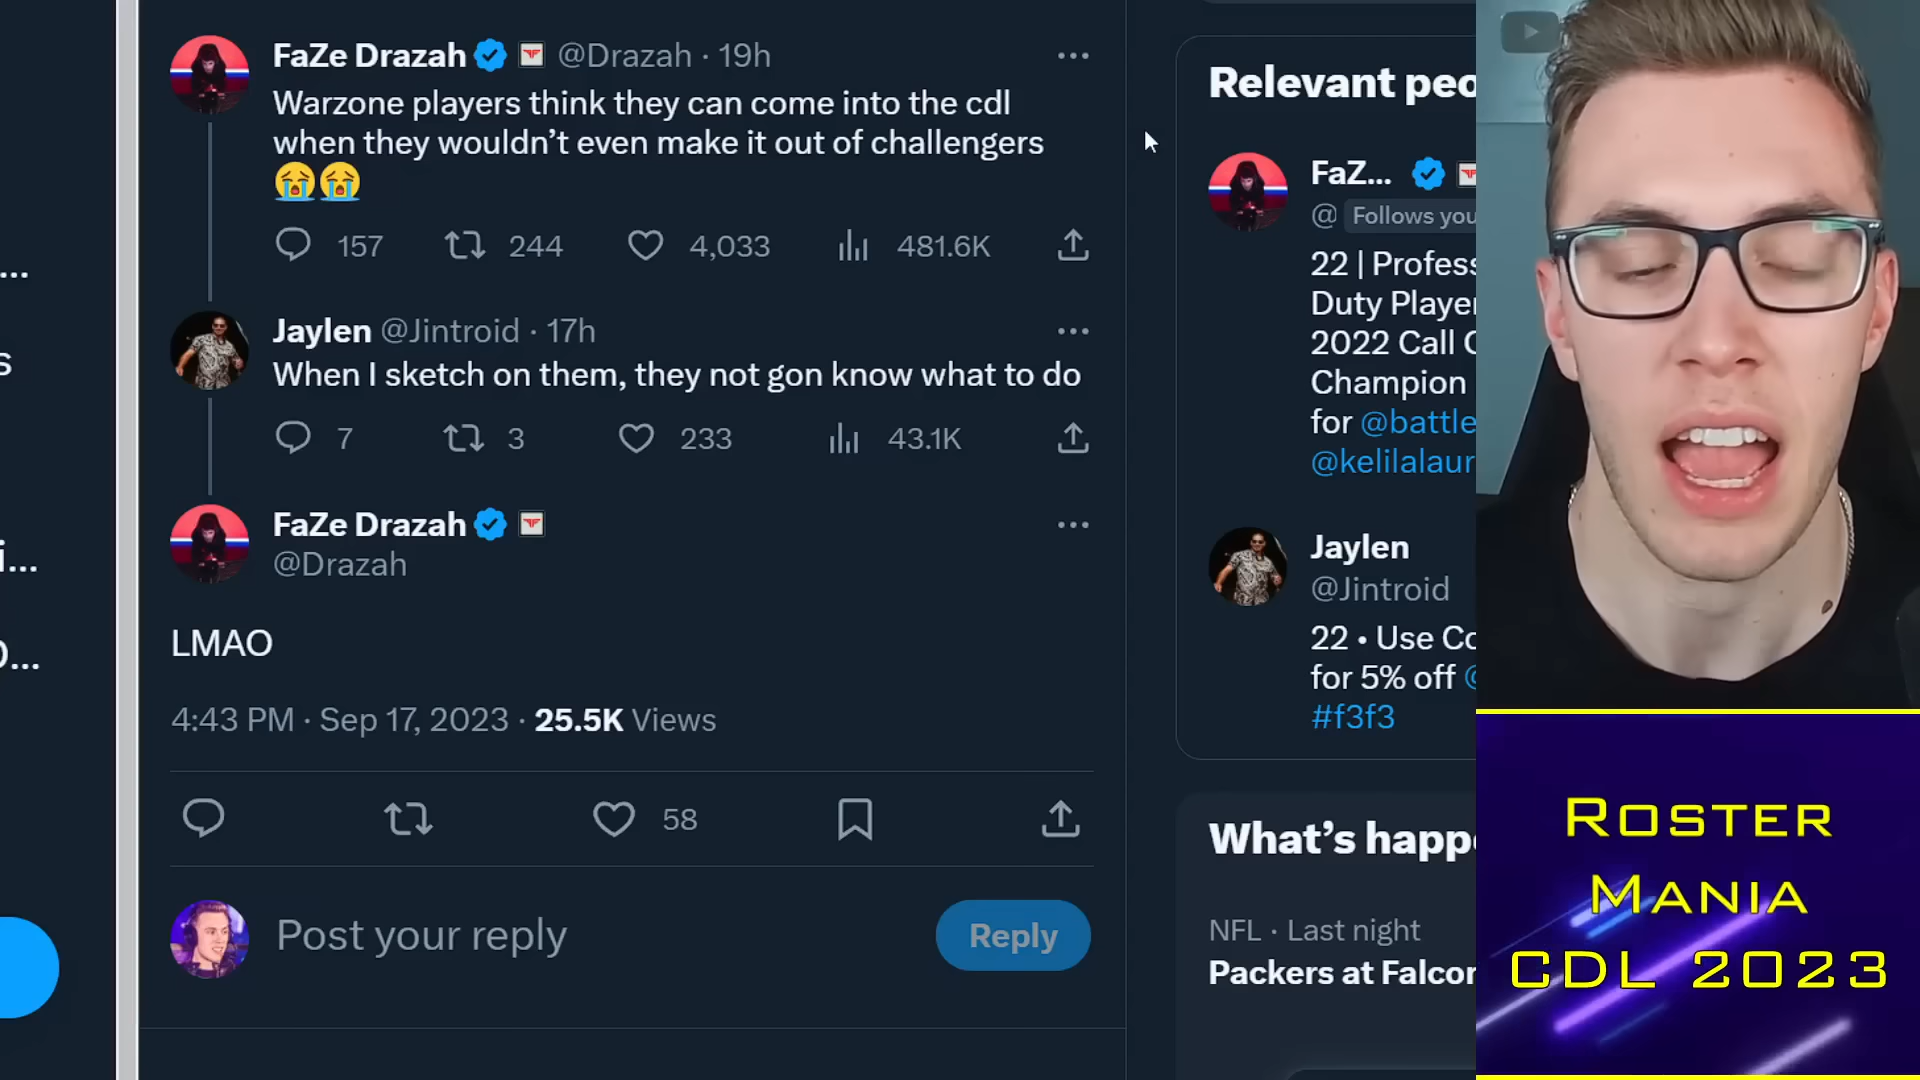 FaZe Drazah @Drazah · 19h
Warzone players think they can come into the cdl
when they wouldn’t even make it out of challengers
😭😭
157 244 4,033 481.6K
Jaylen @Jintroid · 17h
When I sketch on them, they not gon know what to do
7 3 233 43.1K
FaZe Drazah
@Drazah
LMAO
4:43 PM · Sep 17, 2023 · 25.5K Views
58
Post your reply
Reply
Relevant peo
FaZ...
@ Follows you
22 | Profess
Duty Player
2022 Call
Champion
for @battle
@kelilalaur
Jaylen
@Jintroid
22 • Use Co
for 5% off
#f3f3
What’s happ
NFL · Last night
Packers at Falcon
Roster
Mania
CDL 2023